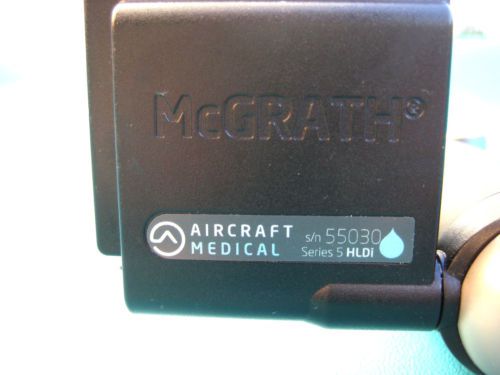 McGRATH®
AIRCRAFT MEDICAL
s/n 55030
Series 5 HLDi